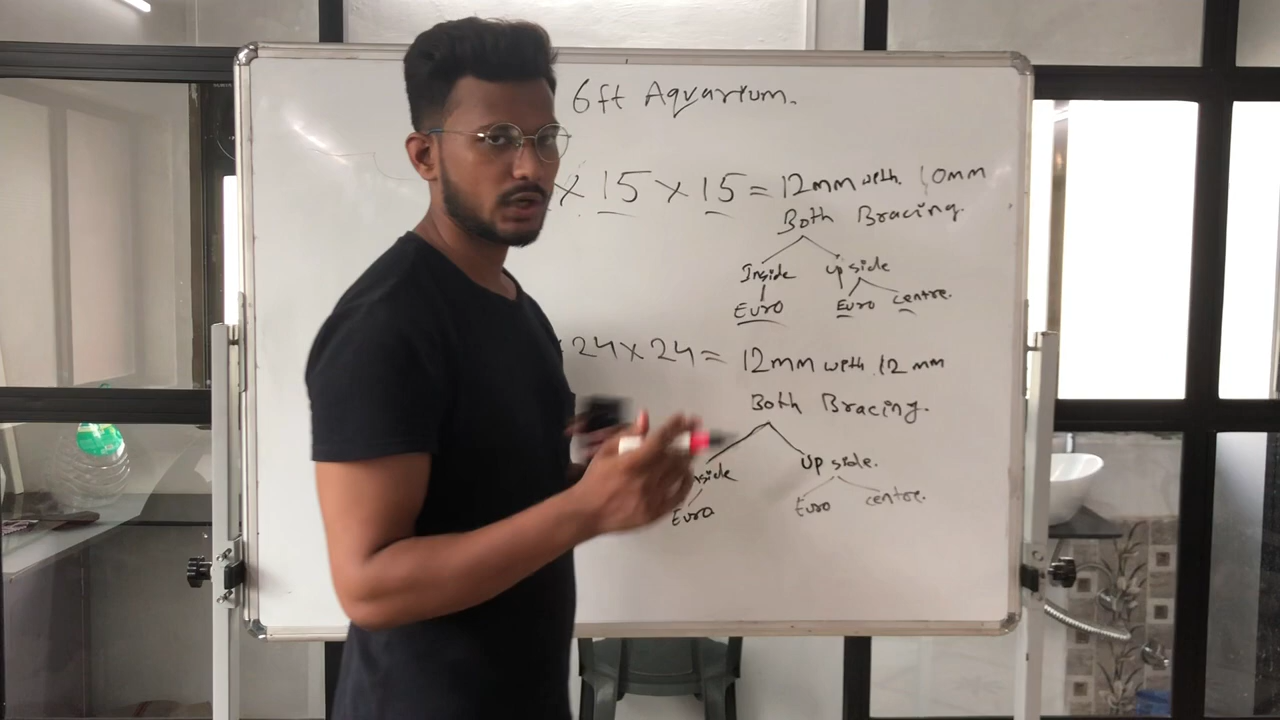 6ft Aquarium.
× 15 × 15 = 12mm with 10mm
Both Bracing.
Inside up side
Euro Euro centre.
24 × 24 = 12mm with 12 mm
Both Bracing.
nside Up side.
Euro Euro centre.